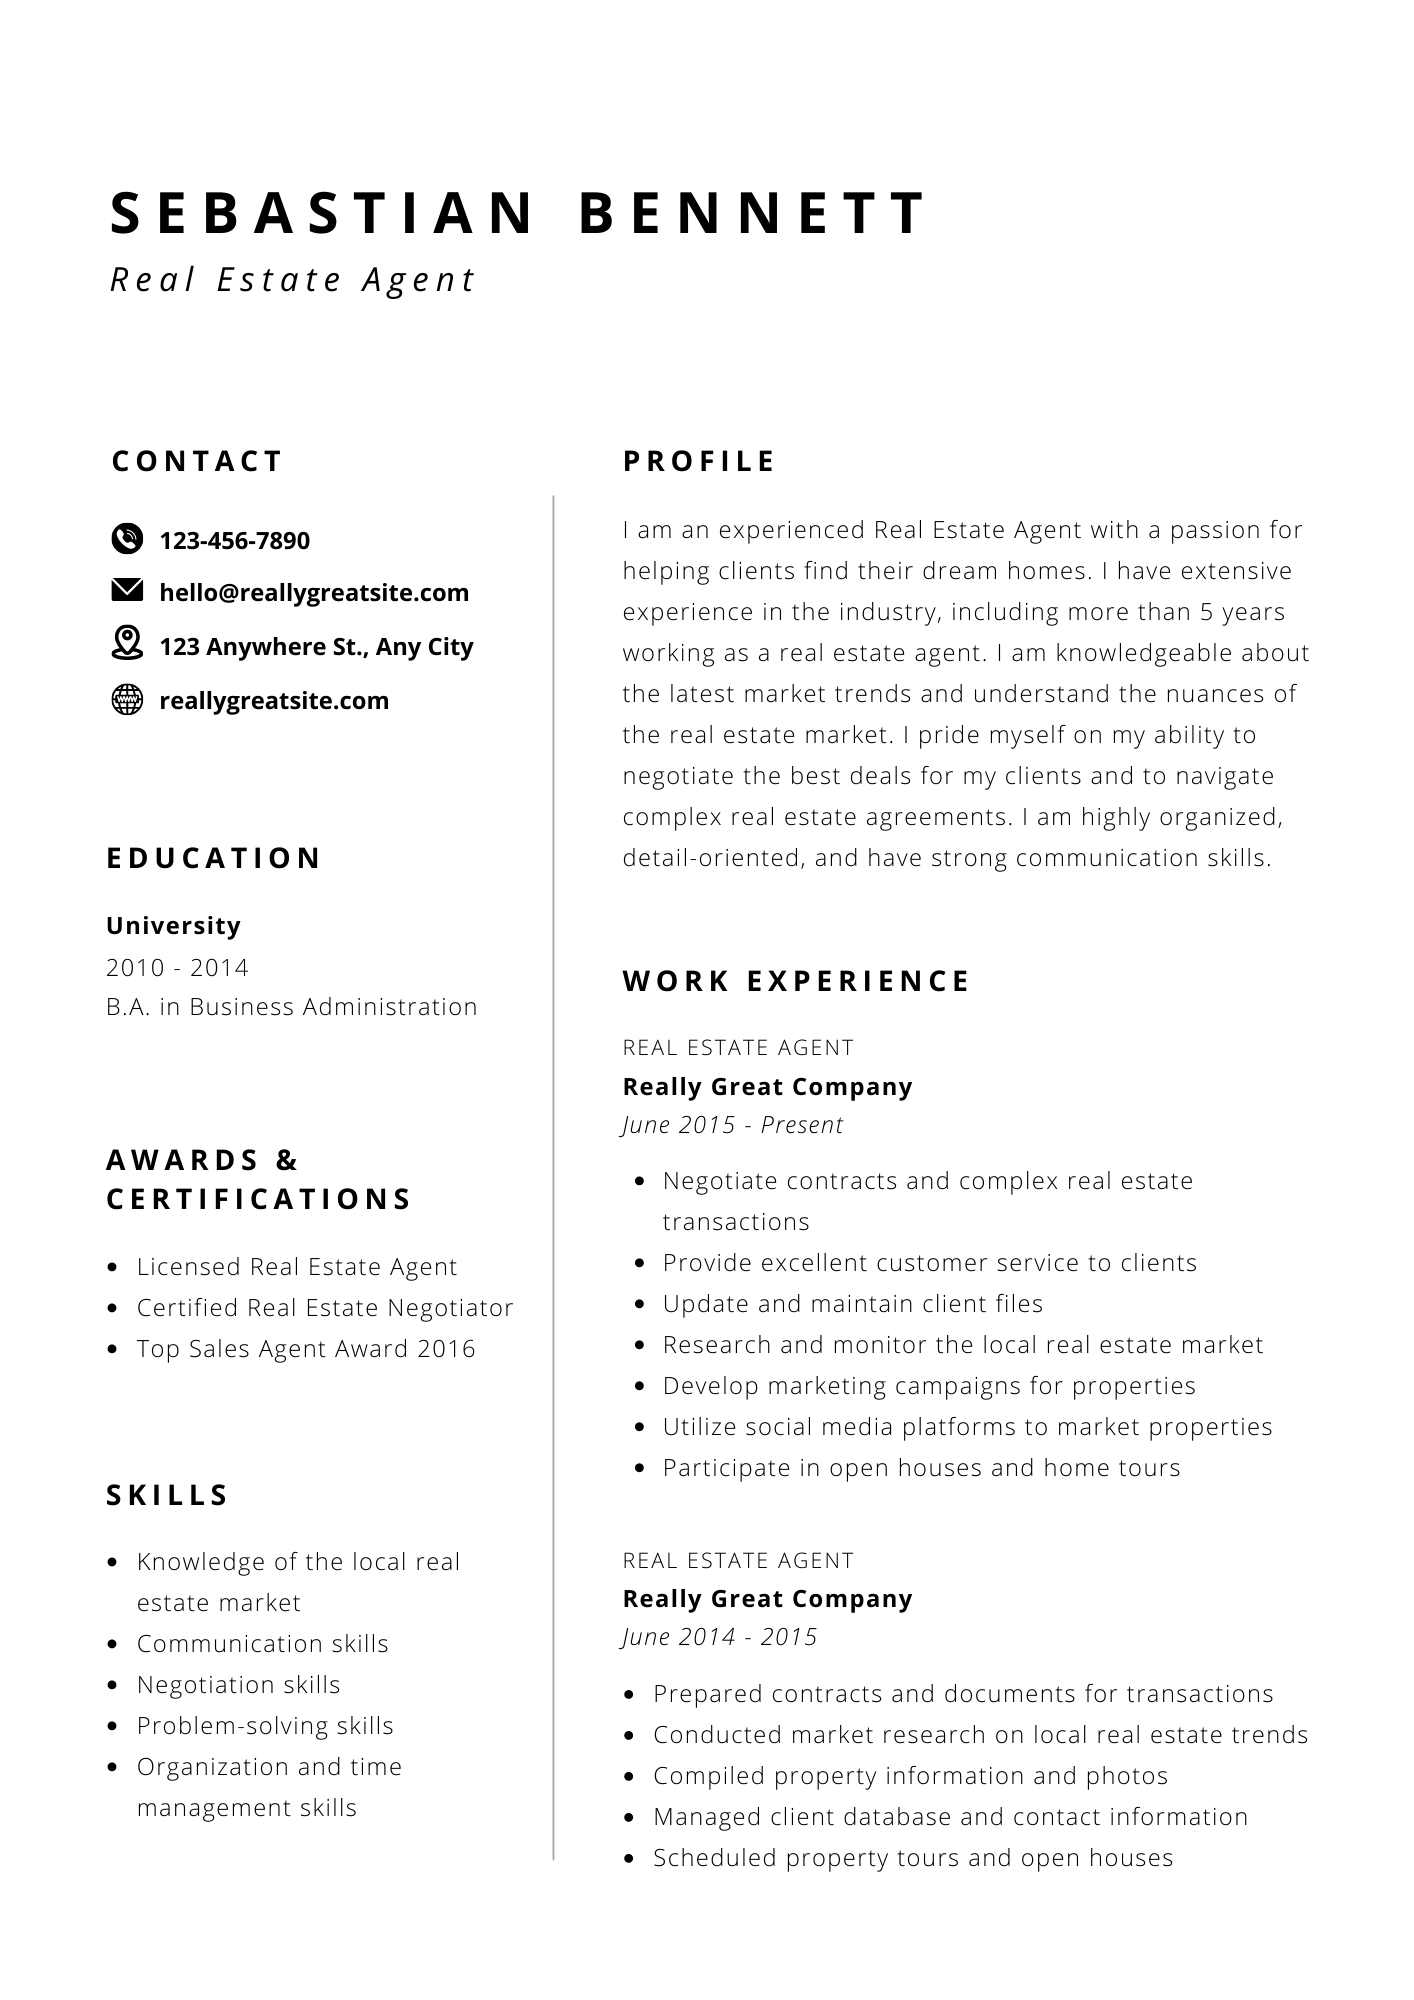 SEBASTIAN BENNETT
Real Estate Agent
CONTACT
123-456-7890
hello@reallygreatsite.com
123 Anywhere St., Any City
reallygreatsite.com
EDUCATION
University
2010 - 2014
B.A. in Business Administration
AWARDS &
CERTIFICATIONS
Licensed Real Estate Agent
Certified Real Estate Negotiator
Top Sales Agent Award 2016
SKILLS
Knowledge of the local real
estate market
Communication skills
Negotiation skills
Problem-solving skills
Organization and time
management skills
PROFILE
I am an experienced Real Estate Agent with a passion for
helping clients find their dream homes. I have extensive
experience in the industry, including more than 5 years
working as a real estate agent. I am knowledgeable about
the latest market trends and understand the nuances of
the real estate market. I pride myself on my ability to
negotiate the best deals for my clients and to navigate
complex real estate agreements. I am highly organized,
detail-oriented, and have strong communication skills.
WORK EXPERIENCE
REAL ESTATE AGENT
Really Great Company
June 2015 - Present
Negotiate contracts and complex real estate
transactions
Provide excellent customer service to clients
Update and maintain client files
Research and monitor the local real estate market
Develop marketing campaigns for properties
Utilize social media platforms to market properties
Participate in open houses and home tours
REAL ESTATE AGENT
Really Great Company
June 2014 - 2015
Prepared contracts and documents for transactions
Conducted market research on local real estate trends
Compiled property information and photos
Managed client database and contact information
Scheduled property tours and open houses